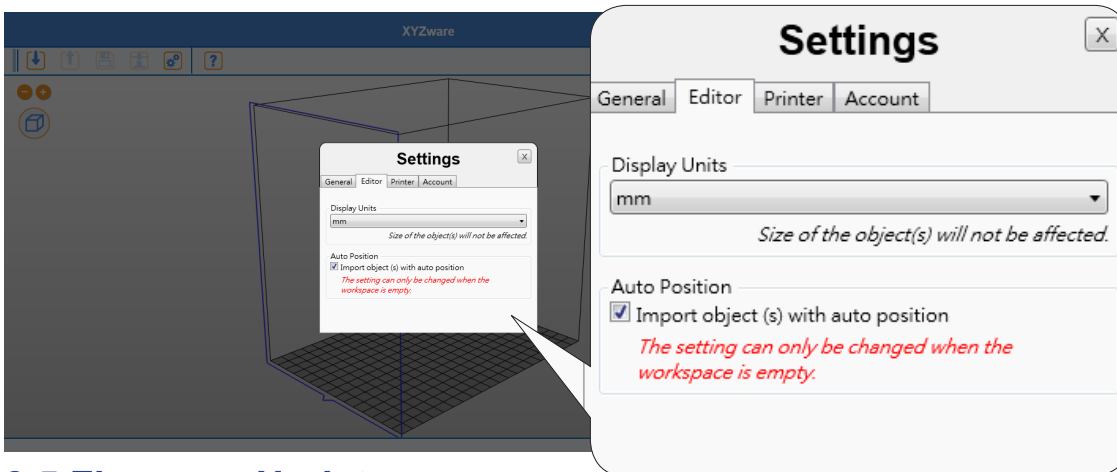 XYZware
?
Settings
X
General Editor Printer Account
Display Units
mm
Size of the object(s) will not be affected.
Auto Position
Import object (s) with auto position
The setting can only be changed when the
workspace is empty.
Settings
X
General Editor Printer Account
Display Units
mm
Size of the object(s) will not be affected.
Auto Position
Import object (s) with auto position
The setting can only be changed when the
workspace is empty.